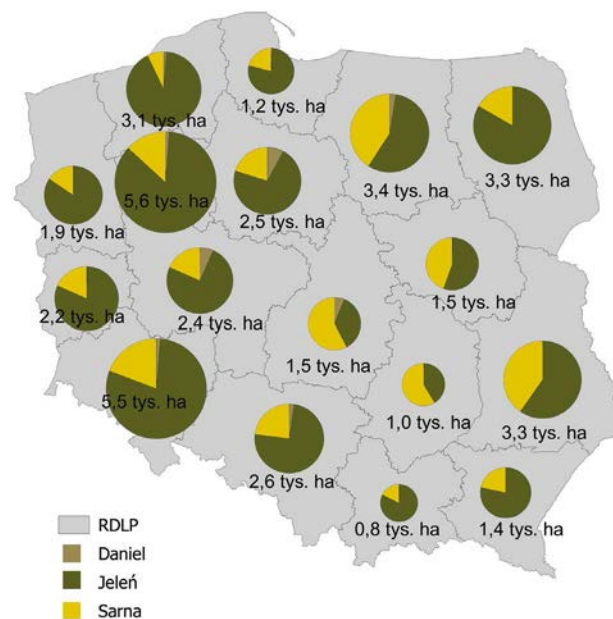 1,2 tys. ha
3,1 tys. ha
3,4 tys. ha
3,3 tys. ha
5,6 tys. ha
2,5 tys. ha
1,9 tys. ha
1,5 tys. ha
2,2 tys. ha
2,4 tys. ha
1,5 tys. ha
5,5 tys. ha
1,0 tys. ha
3,3 tys. ha
2,6 tys. ha
0,8 tys. ha
1,4 tys. ha
RDLP
Daniel
Jeleń
Sarna